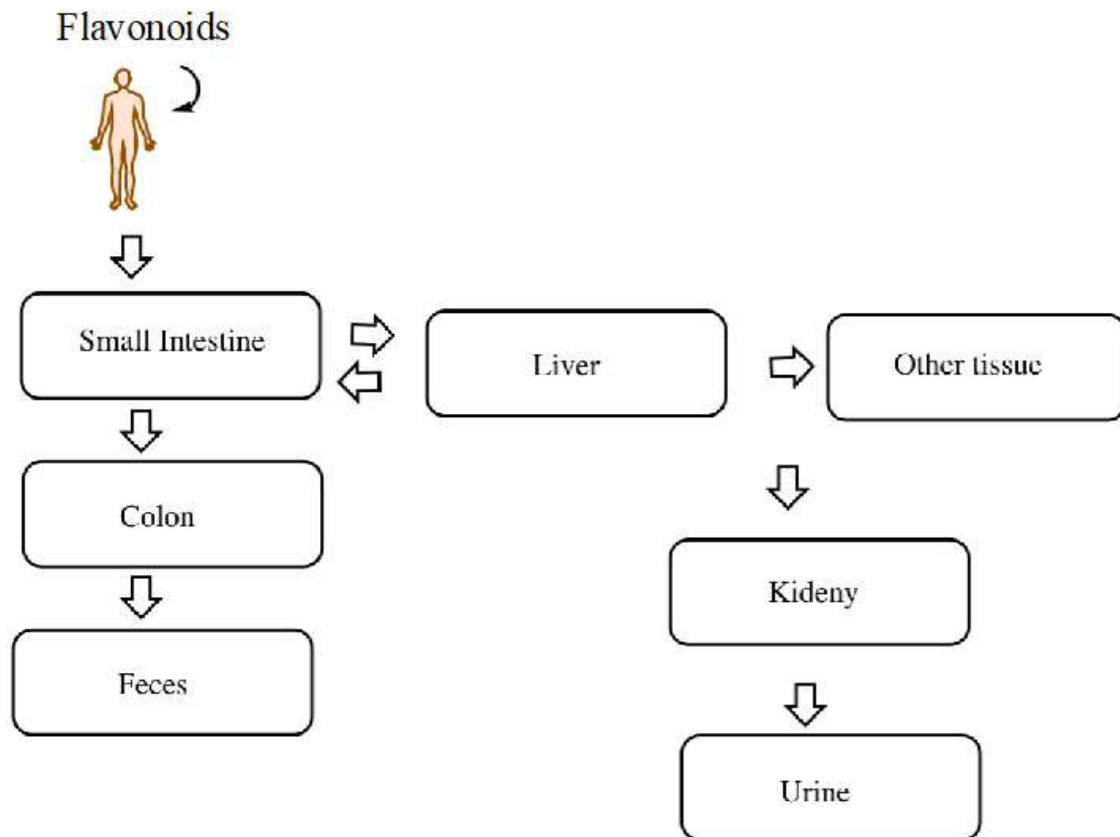 Flavonoids
Small Intestine
Liver
Other tissue
Colon
Kideny
Feces
Urine